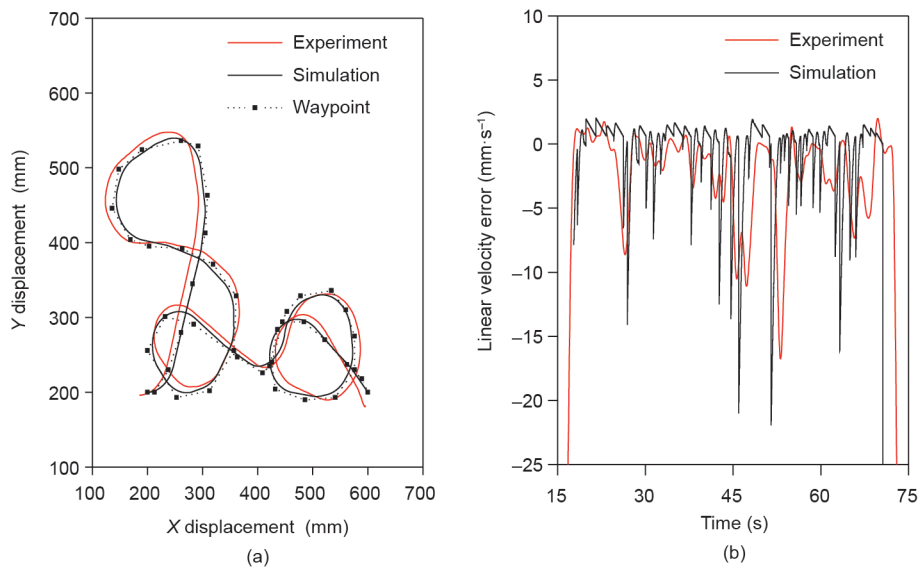 700
600
500
400
300
200
100
100 200 300 400 500 600 700
Y displacement (mm)
X displacement (mm)
Experiment
Simulation
Waypoint
(a)
10
5
0
–5
–10
–15
–20
–25
15 30 45 60 75
Linear velocity error (mm·s⁻¹)
Time (s)
Experiment
Simulation
(b)